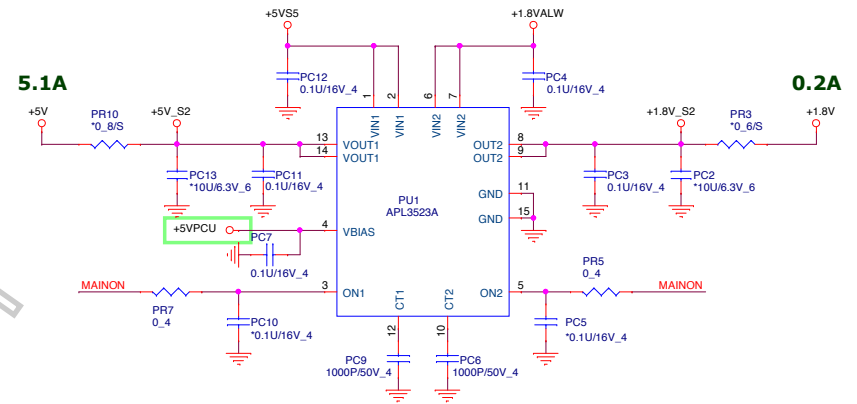 +5VS5
+1.8VALW
5.1A
0.2A
PC12
0.1U/16V_4
PC4
0.1U/16V_4
+5V
PR10
*0_8/S
+5V_S2
1
2
6
7
+1.8V_S2
PR3
*0_6/S
+1.8V
VIN1
VIN1
VIN2
VIN2
13
VOUT1
14
VOUT1
8
OUT2
9
OUT2
PC13
*10U/6.3V_6
PC11
0.1U/16V_4
PC3
0.1U/16V_4
PC2
*10U/6.3V_6
PU1
APL3523A
GND
11
GND
15
+5VPCU
4
VBIAS
PC7
0.1U/16V_4
MAINON
PR7
0_4
3
ON1
CT1
CT2
ON2
5
PR5
0_4
MAINON
PC10
*0.1U/16V_4
PC5
*0.1U/16V_4
12
10
PC9
1000P/50V_4
PC6
1000P/50V_4